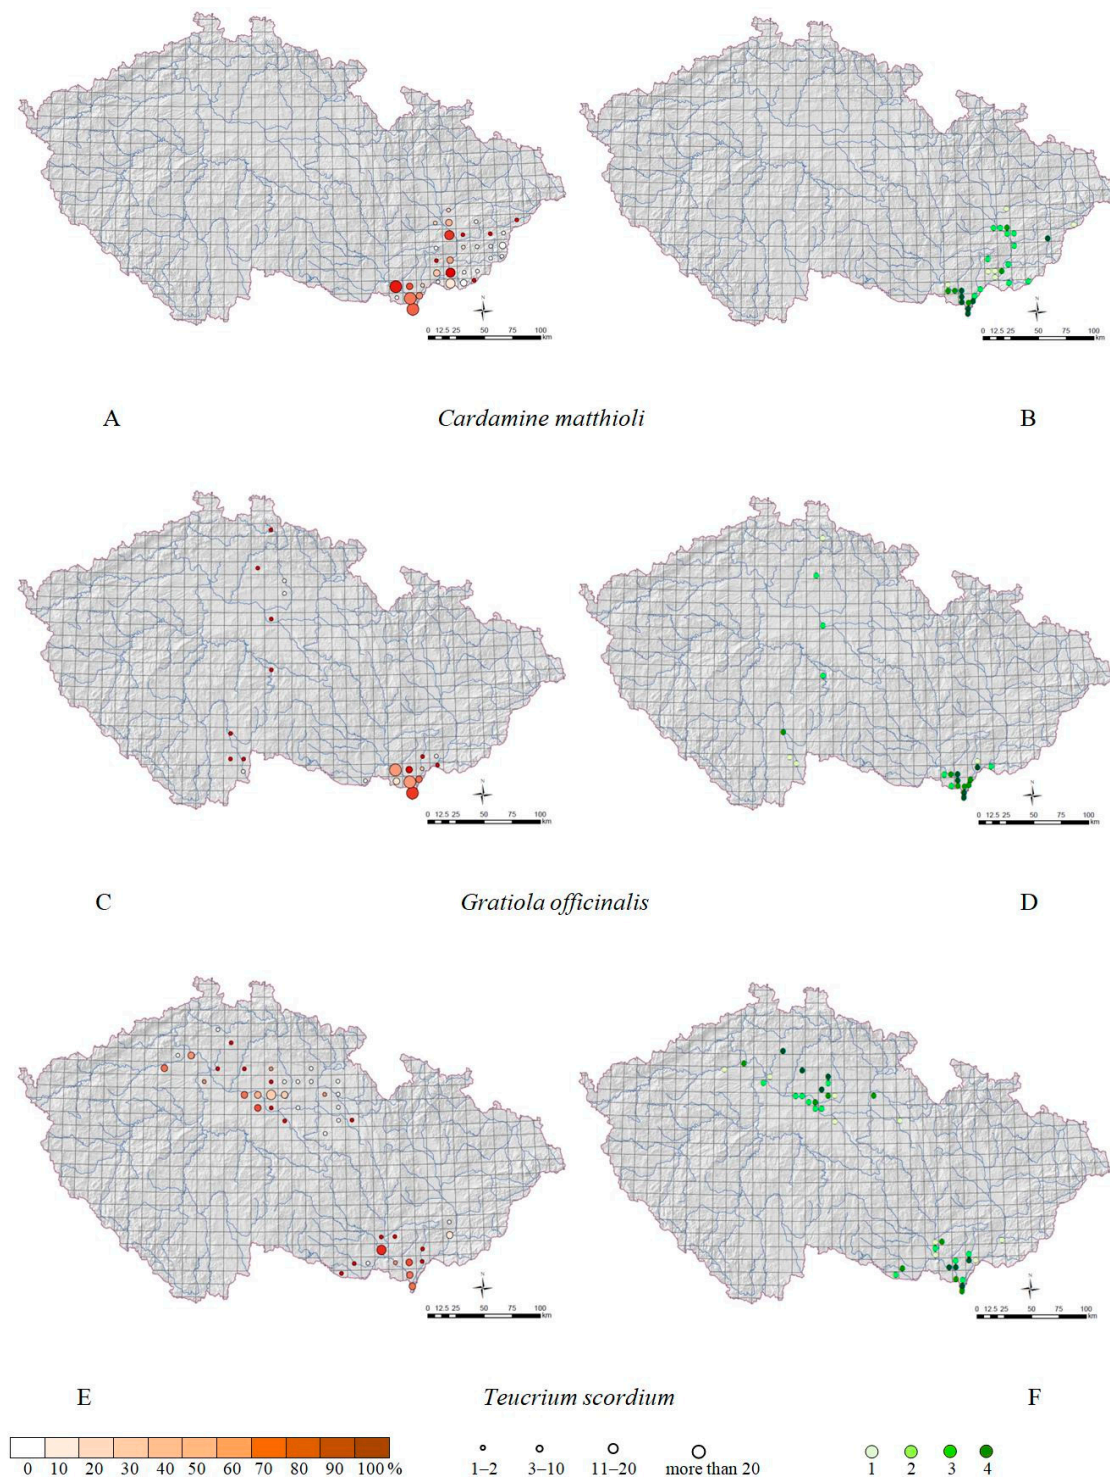 N
0 12.5 25 50 75 100
km
N
0 12.5 25 50 75 100
km
A Cardamine matthioli B
N
0 12.5 25 50 75 100
km
N
0 12.5 25 50 75 100
km
C Gratiola officinalis D
N
0 12.5 25 50 75 100
km
N
0 12.5 25 50 75 100
km
E Teucrium scordium F
0 10 20 30 40 50 60 70 80 90 100 %
1–2 3–10 11–20 more than 20
1 2 3 4